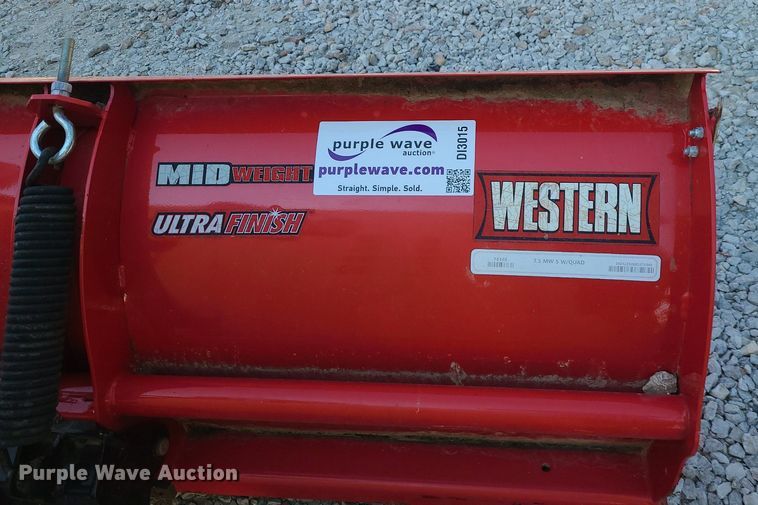 purple wave
auction®
purplewave.com
Straight. Simple. Sold.
DI3015
MIDWEIGHT
ULTRAFINISH
WESTERN
7.5 MW S W/QUAD
Purple Wave Auction